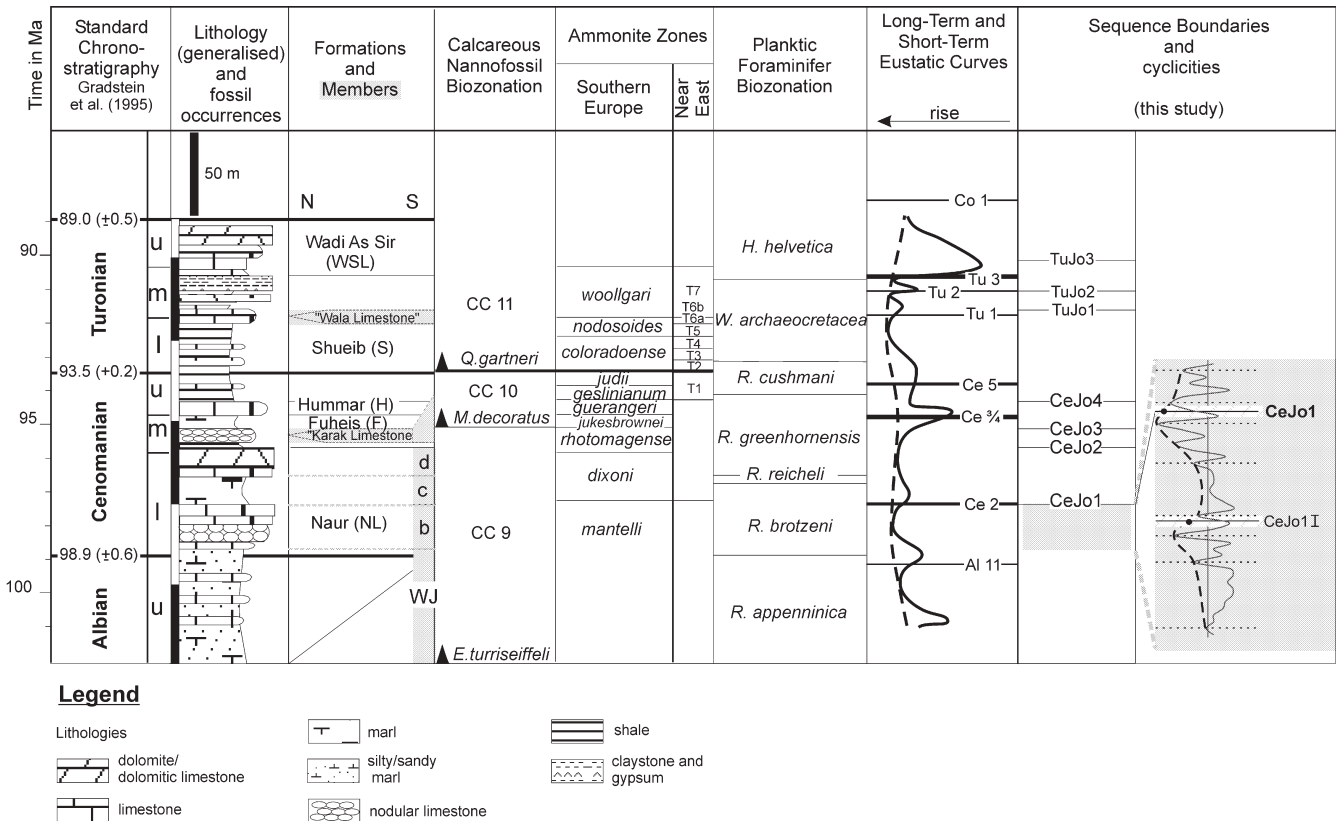 Time in Ma
Standard
Chrono-
stratigraphy
Gradstein
et al. (1995)
Lithology
(generalised)
and
fossil
occurrences
Formations
and
Members
Calcareous
Nannofossil
Biozonation
Ammonite Zones
Southern
Europe
Near
East
Planktic
Foraminifer
Biozonation
Long-Term and
Short-Term
Eustatic Curves
rise
Sequence Boundaries
and
cyclicities
(this study)
50 m
N S
90
95
100
89.0 (±0.5)
93.5 (±0.2)
98.9 (±0.6)
Turonian
Cenomanian
Albian
u
m
l
u
m
l
u
Wadi As Sir
(WSL)
"Wala Limestone"
Shueib (S)
Hummar (H)
Fuheis (F)
"Karak Limestone
d
c
Naur (NL)
b
WJ
CC 11
Q.gartneri
CC 10
M.decoratus
CC 9
E.turriseiffeli
woollgari
nodosoides
coloradoense
judii
geslinianum
guerangeri
jukesbrownei
rhotomagense
dixoni
mantelli
T7
T6b
T6a
T5
T4
T3
T2
T1
H. helvetica
W. archaeocretacea
R. cushmani
R. greenhornensis
R. reicheli
R. brotzeni
R. appenninica
Co 1
Tu 3
Tu 2
Tu 1
Ce 5
Ce ¾
Ce 2
Al 11
TuJo3
TuJo2
TuJo1
CeJo4
CeJo3
CeJo2
CeJo1
CeJo1
CeJo1I
Legend
Lithologies
dolomite/
dolomitic limestone
limestone
marl
silty/sandy
marl
nodular limestone
shale
claystone and
gypsum